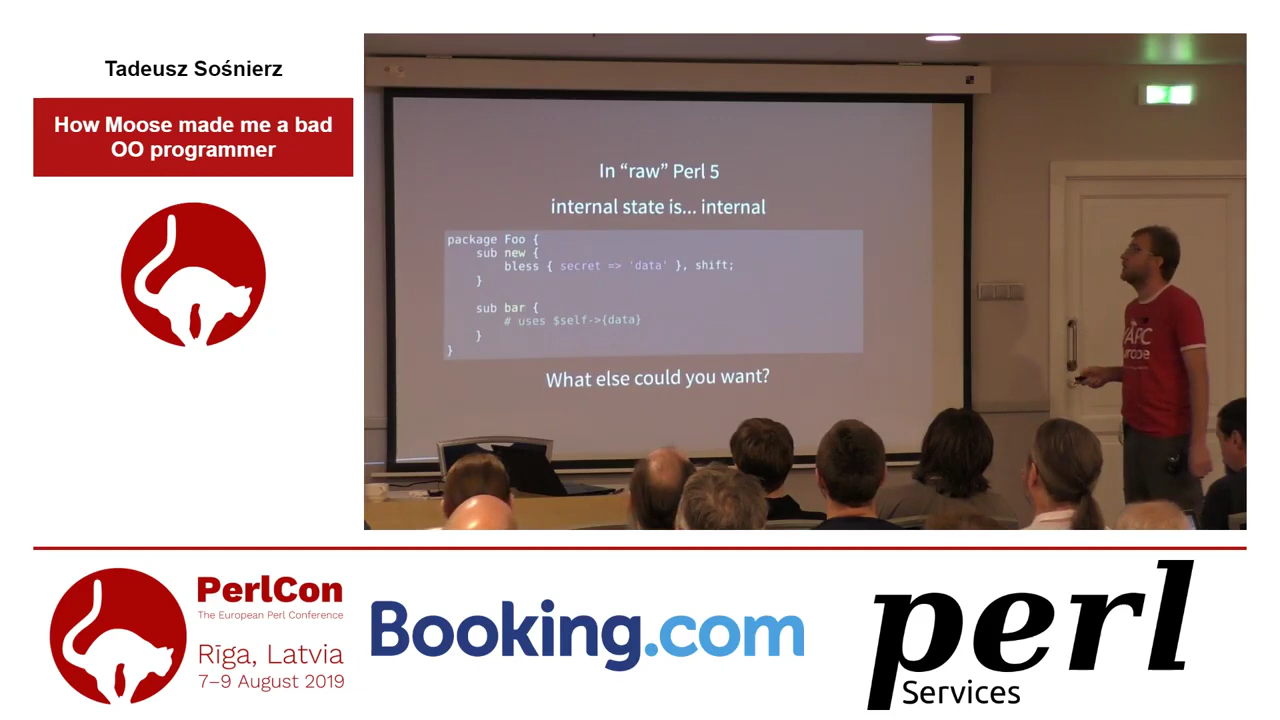 Tadeusz Sośnierz
How Moose made me a bad
OO programmer
In “raw” Perl 5
internal state is... internal
package Foo {
sub new {
bless { secret => 'data' }, shift;
}
sub bar {
# uses $self->{data}
}
}
What else could you want?
YAPC
Europe
PerlCon
The European Perl Conference
Rīga, Latvia
7–9 August 2019
Booking.com
perl
Services